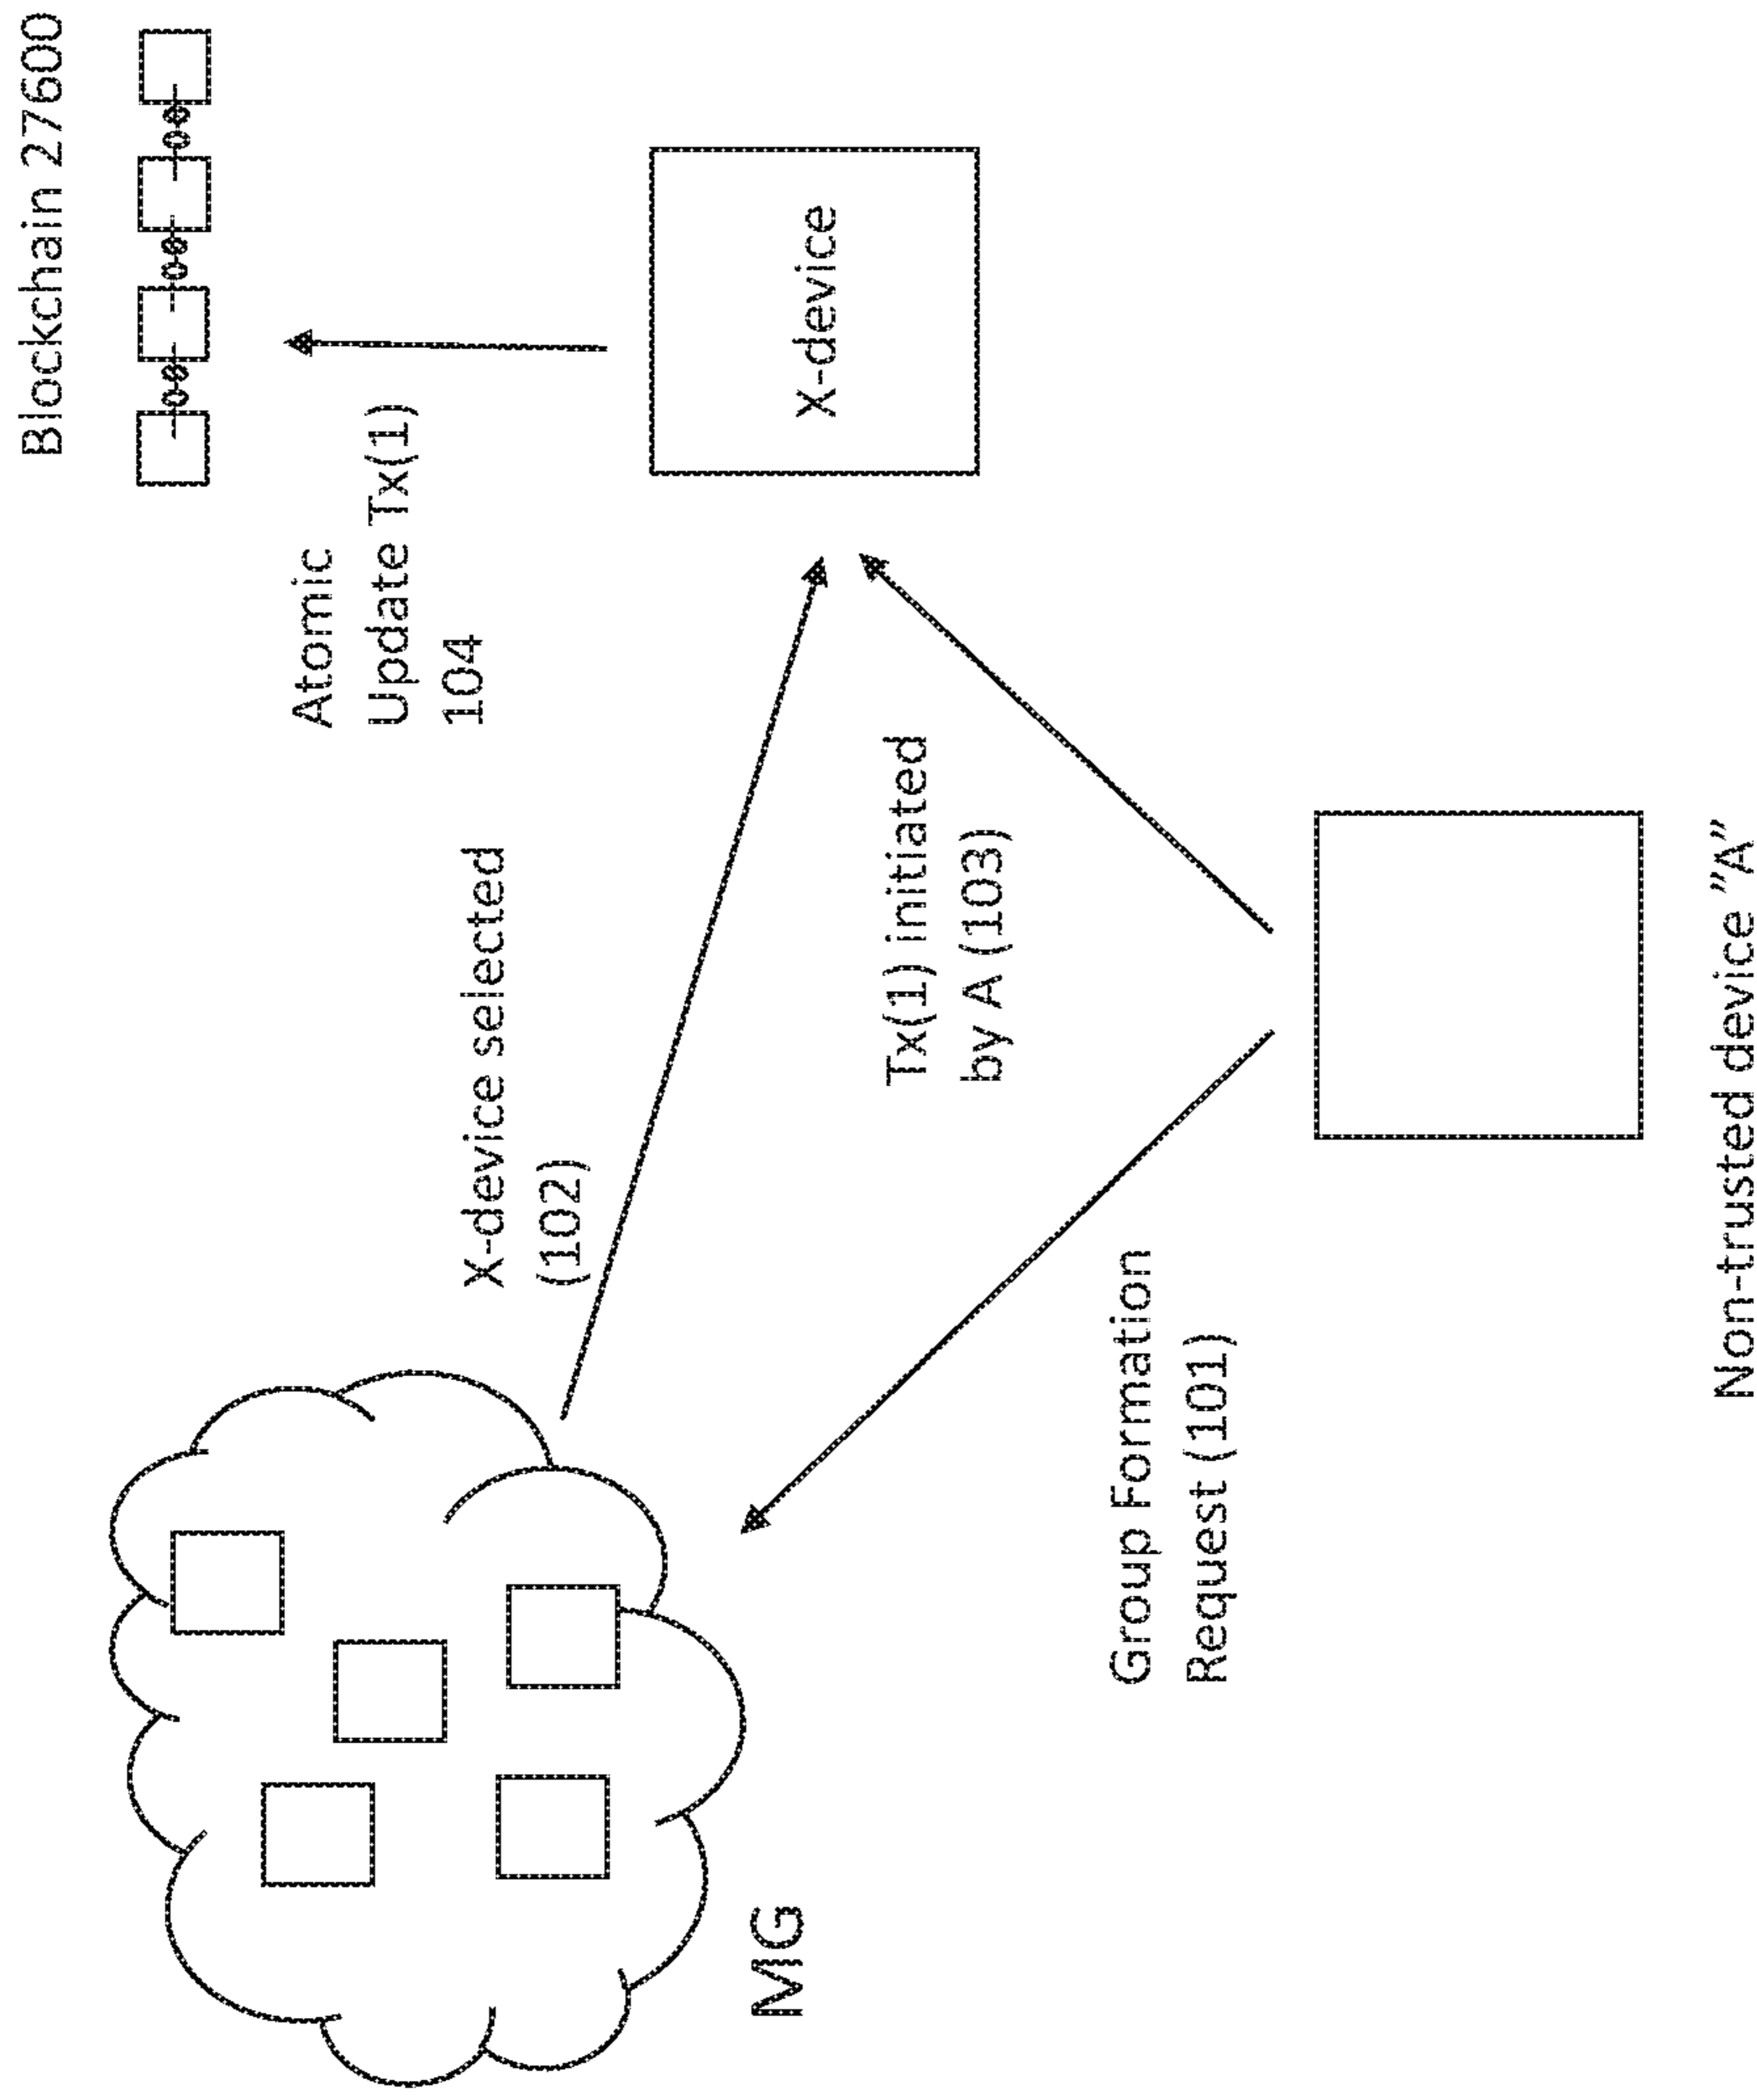 Blockchain 27600
Atomic
Update Tx(1)
104
X-device selected
(102)
X-device
Tx(1) initiated
by A (103)
MG
Group Formation
Request (101)
Non-trusted device ”A”